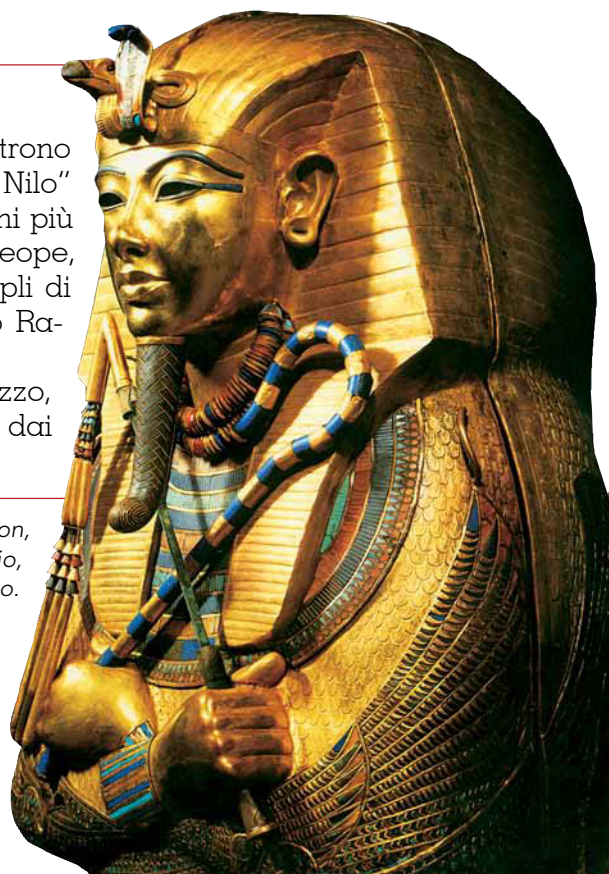 trono
Nilo”
ni più
eope,
pli di
o Ra-
zzo,
dai
on,
io,
o.